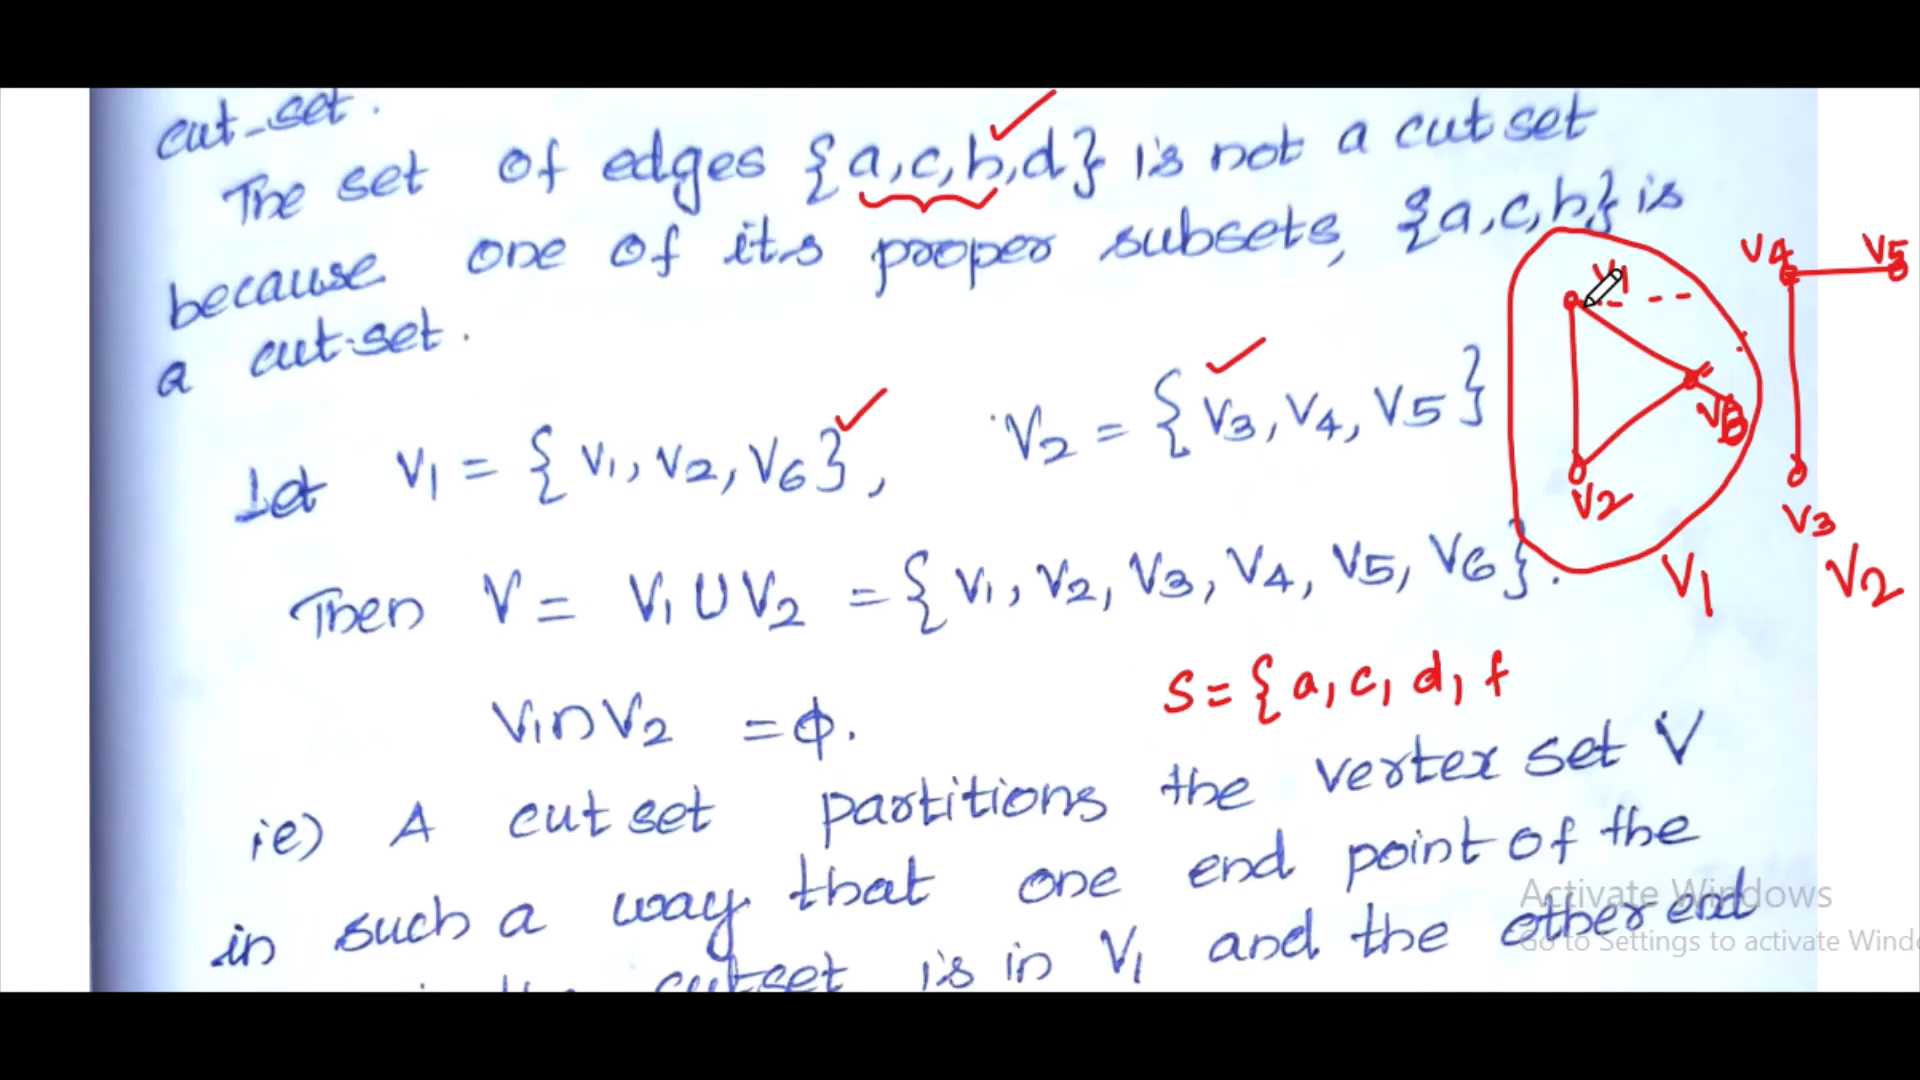 cut-set.
The set of edges {a,c,h,d} is not a cutset
because one of its proper subsets, {a,c,h} is
a cut-set.
Let V1 = {V1, V2, V6}, V2 = {V3, V4, V5}
Then V = V1 U V2 = {V1, V2, V3, V4, V5, V6}.
V1 n V2 = ф.
S = {a, c, d, f
ie) A cut set partitions the vertex set V
in such a way that one end point of the
cutset is in V1 and the other end
V1
V2
V4 V5
V3
V1
V2
Activate Windows
Go to Settings to activate Windo